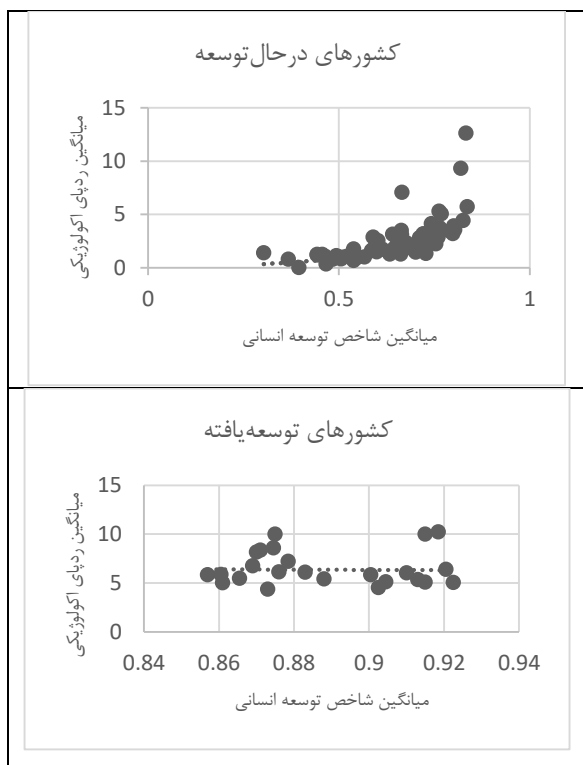 کشورهای درحال‌توسعه
میانگین ردپای اکولوژیکی
15
10
5
0
0 0.5 1
میانگین شاخص توسعه انسانی
کشورهای توسعه‌یافته
میانگین ردپای اکولوژیکی
15
10
5
0
0.84 0.86 0.88 0.9 0.92 0.94
میانگین شاخص توسعه انسانی